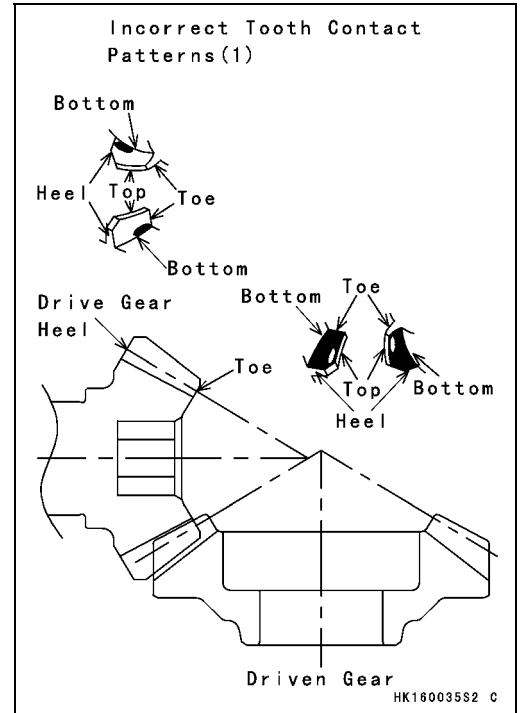 Incorrect Tooth Contact
Patterns(1)
Bottom
Heel
Top
Toe
Bottom
Drive Gear
Heel
Toe
Bottom
Toe
Top
Bottom
Heel
Driven Gear
HK160035S2 C